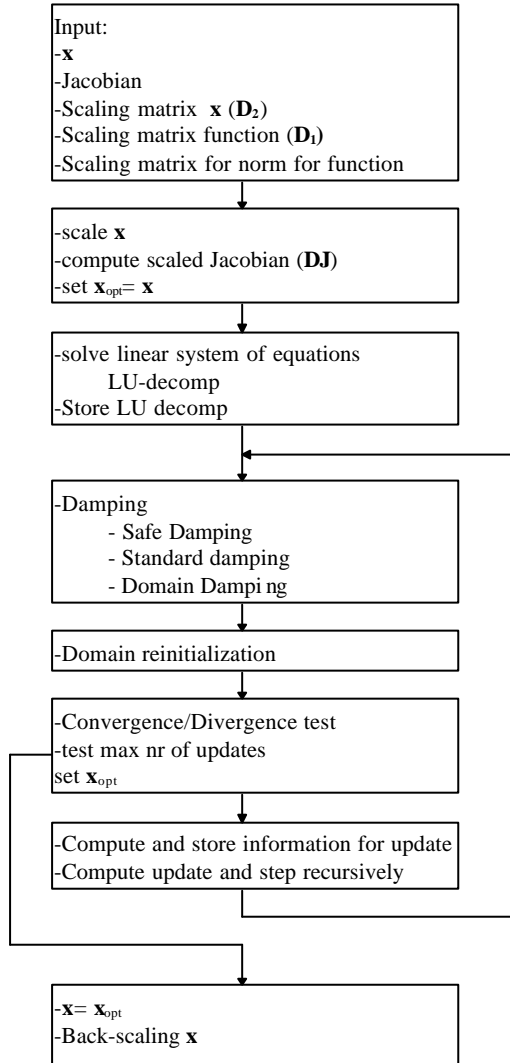 Input:
-x
-Jacobian
-Scaling matrix x (D₂)
-Scaling matrix function (D₁)
-Scaling matrix for norm for function
-scale x
-compute scaled Jacobian (DJ)
-set xₒₚₜ= x
-solve linear system of equations
LU-decomp
-Store LU decomp
-Damping
- Safe Damping
- Standard damping
- Domain Damping
-Domain reinitialization
-Convergence/Divergence test
-test max nr of updates
set xₒₚₜ
-Compute and store information for update
-Compute update and step recursively
-x= xₒₚₜ
-Back-scaling x